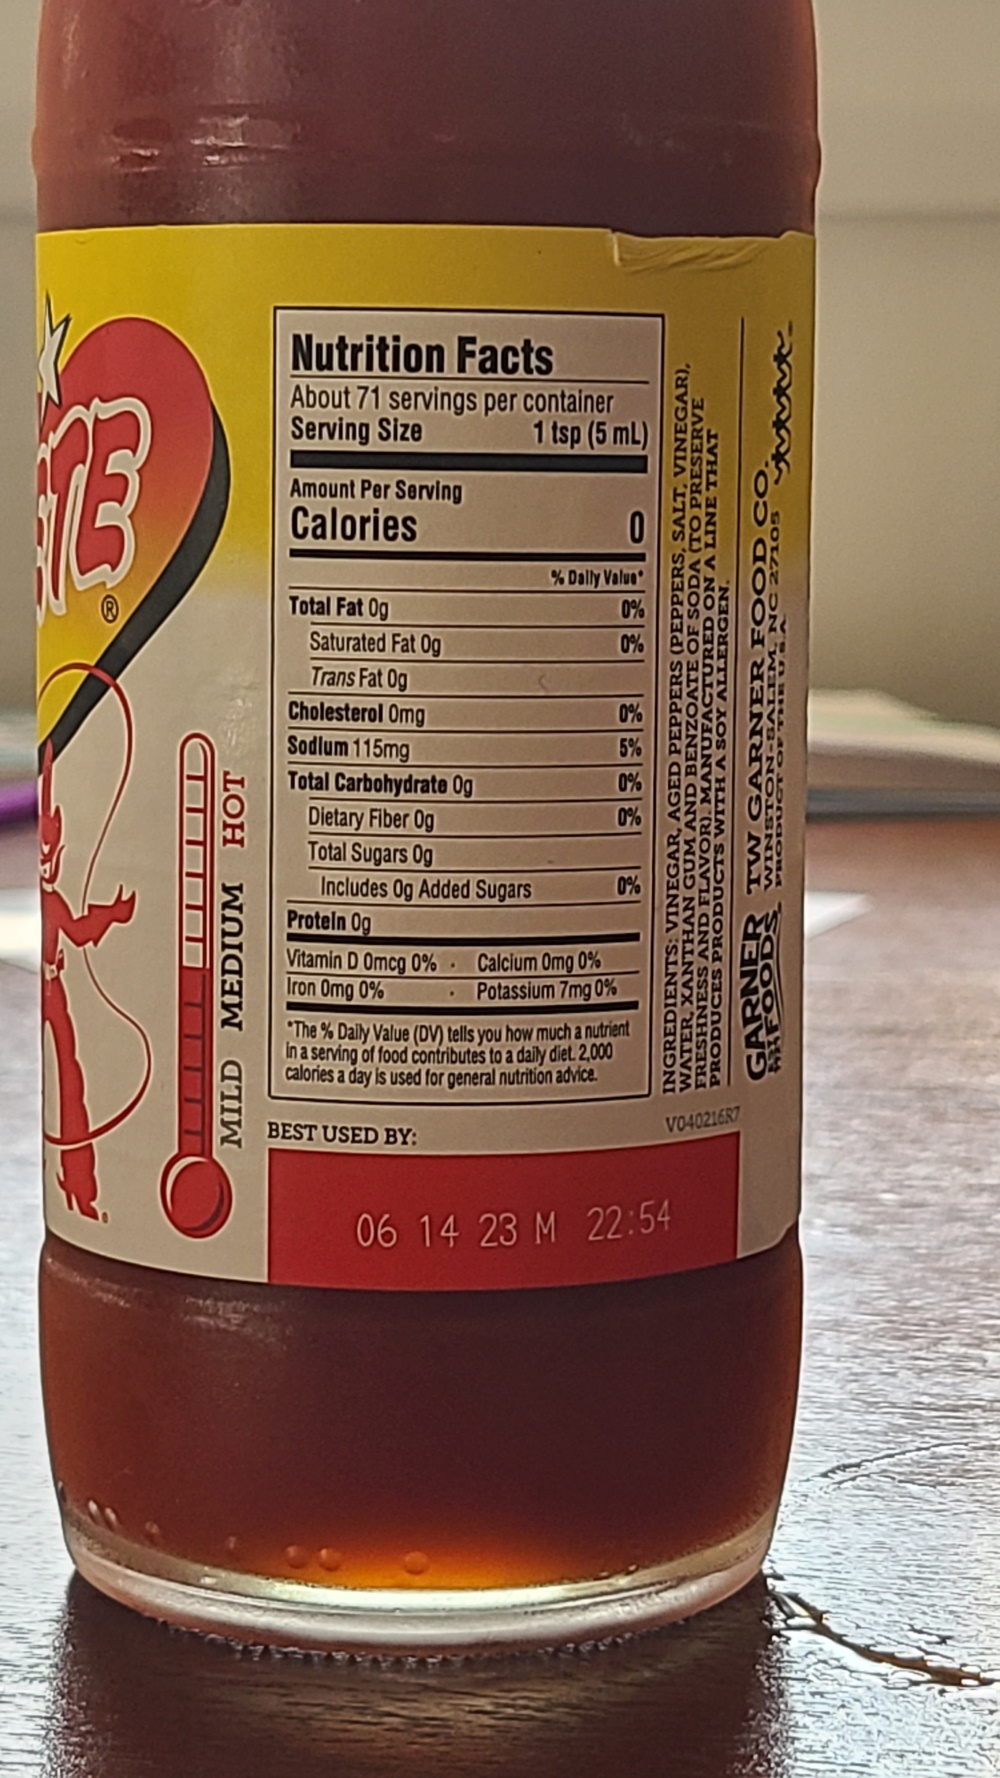 STE
®
MILD MEDIUM HOT
Nutrition Facts
About 71 servings per container
Serving Size 1 tsp (5 mL)
Amount Per Serving
Calories 0
% Daily Value*
Total Fat 0g 0%
Saturated Fat 0g 0%
Trans Fat 0g
Cholesterol 0mg 0%
Sodium 115mg 5%
Total Carbohydrate 0g 0%
Dietary Fiber 0g 0%
Total Sugars 0g
Includes 0g Added Sugars 0%
Protein 0g
Vitamin D 0mcg 0% · Calcium 0mg 0%
Iron 0mg 0% · Potassium 7mg 0%
*The % Daily Value (DV) tells you how much a nutrient
in a serving of food contributes to a daily diet. 2,000
calories a day is used for general nutrition advice.
INGREDIENTS: VINEGAR, AGED PEPPERS (PEPPERS, SALT, VINEGAR),
WATER, XANTHAN GUM AND BENZOATE OF SODA (TO PRESERVE
FRESHNESS AND FLAVOR). MANUFACTURED ON A LINE THAT
PRODUCES PRODUCTS WITH A SOY ALLERGEN.
GARNER
FOODS
TW GARNER FOOD CO.
WINSTON-SALEM, NC 27105
PRODUCT OF THE U.S.A.
V040216R7
BEST USED BY:
06 14 23 M 22:54